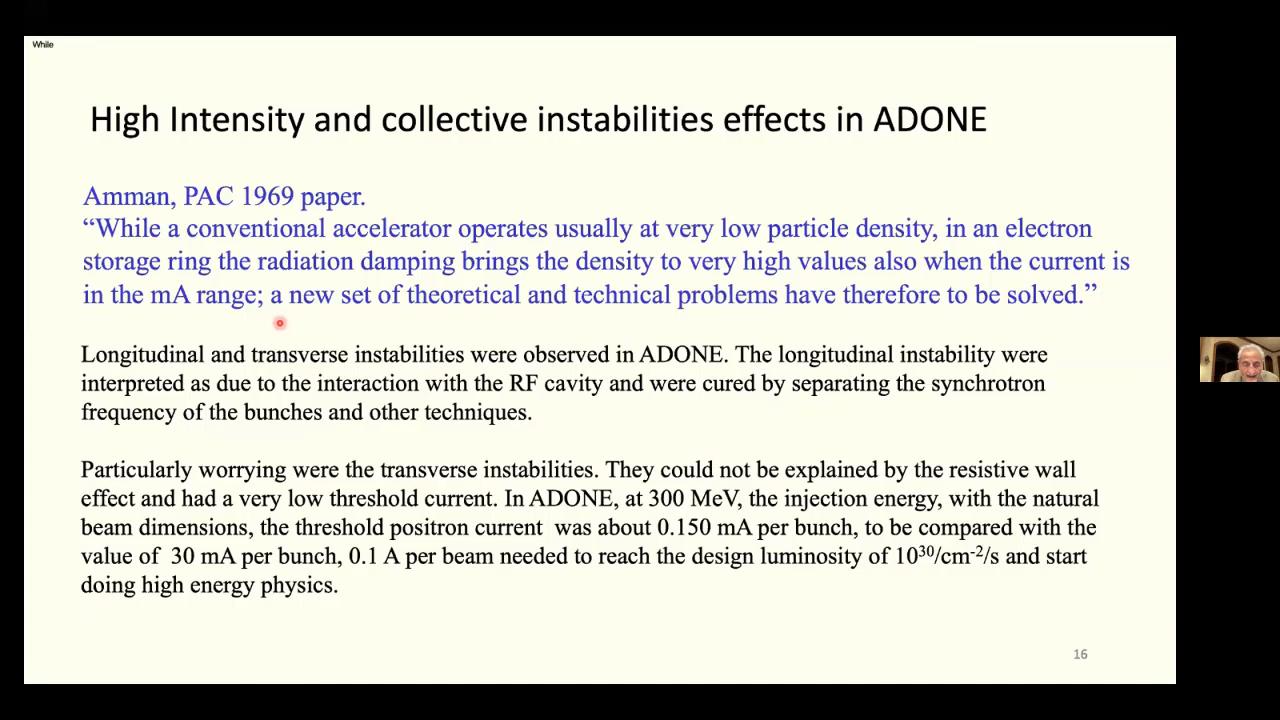 While
High Intensity and collective instabilities effects in ADONE
Amman, PAC 1969 paper.
“While a conventional accelerator operates usually at very low particle density, in an electron
storage ring the radiation damping brings the density to very high values also when the current is
in the mA range; a new set of theoretical and technical problems have therefore to be solved.”
Longitudinal and transverse instabilities were observed in ADONE. The longitudinal instability were
interpreted as due to the interaction with the RF cavity and were cured by separating the synchrotron
frequency of the bunches and other techniques.
Particularly worrying were the transverse instabilities. They could not be explained by the resistive wall
effect and had a very low threshold current. In ADONE, at 300 MeV, the injection energy, with the natural
beam dimensions, the threshold positron current was about 0.150 mA per bunch, to be compared with the
value of 30 mA per bunch, 0.1 A per beam needed to reach the design luminosity of 10³⁰/cm⁻²/s and start
doing high energy physics.
16